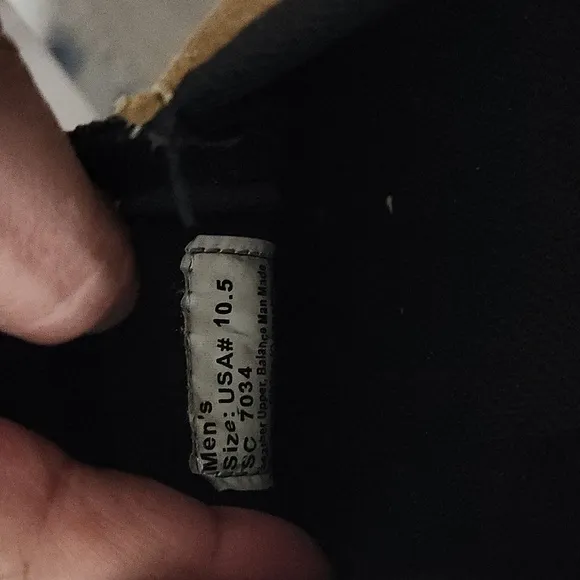 Men's
Size: USA# 10.5
SC 7034
Leather Upper, Balance Man Made